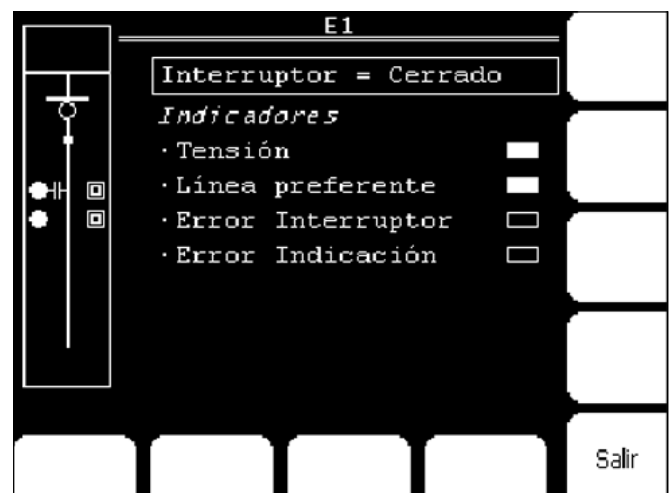 E1
Interruptor = Cerrado
Indicadores
·Tensión
·Línea preferente
·Error Interruptor
·Error Indicación
Salir